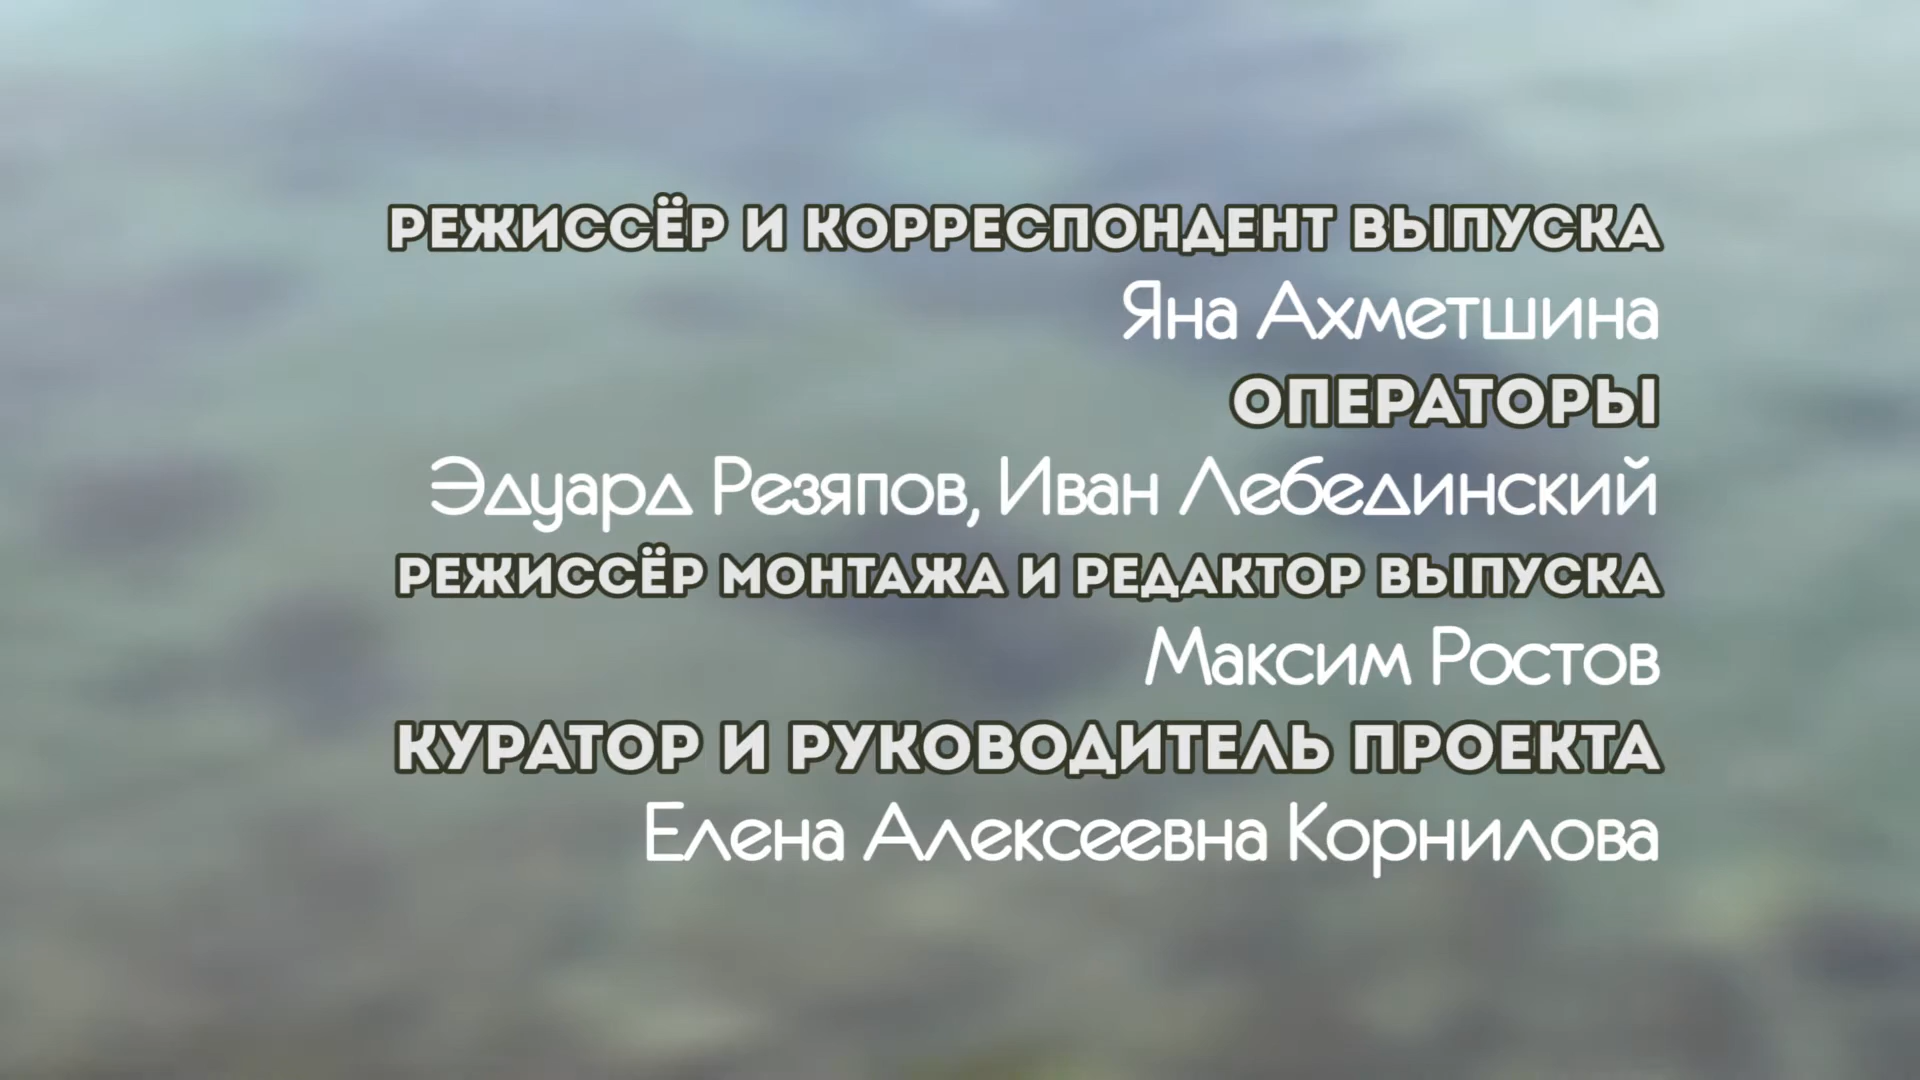 РЕЖИССЁР И КОРРЕСПОНДЕНТ ВЫПУСКА
Яна Ахметшина
ОПЕРАТОРЫ
Эдуард Резяпов, Иван Лебединский
РЕЖИССЁР МОНТАЖА И РЕДАКТОР ВЫПУСКА
Максим Ростов
КУРАТОР И РУКОВОДИТЕЛЬ ПРОЕКТА
Елена Алексеевна Корнилова